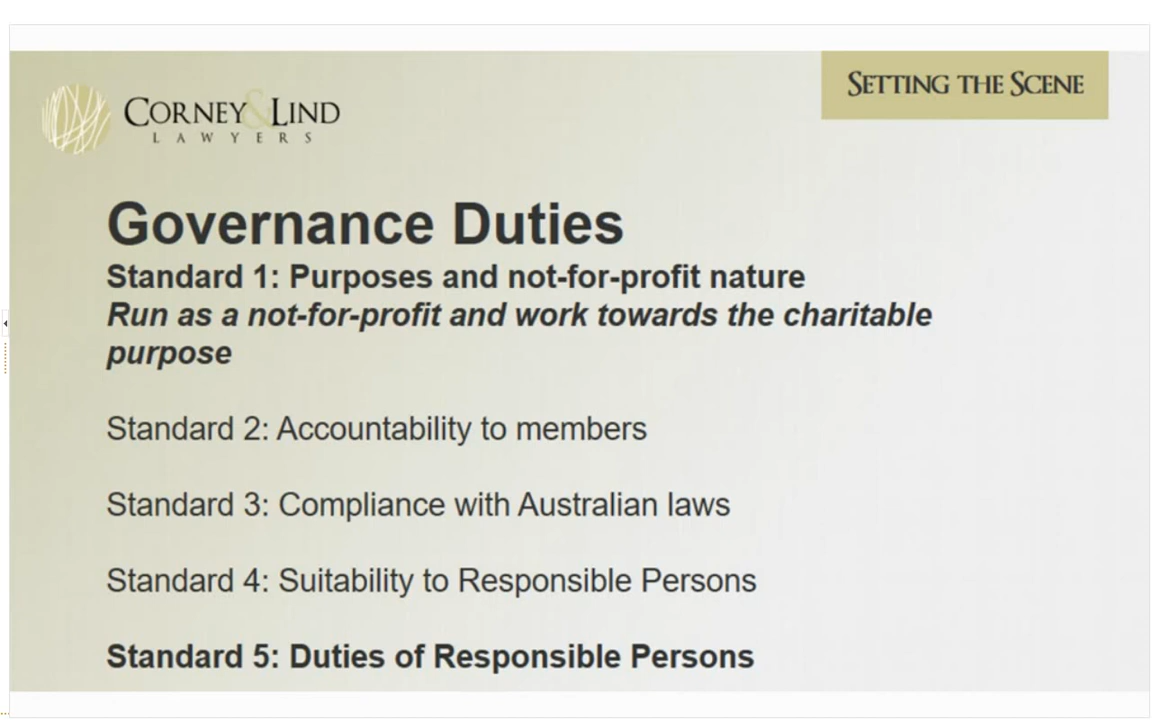 CORNEY & LIND
LAWYERS
SETTING THE SCENE
Governance Duties
Standard 1: Purposes and not-for-profit nature
Run as a not-for-profit and work towards the charitable
purpose
Standard 2: Accountability to members
Standard 3: Compliance with Australian laws
Standard 4: Suitability to Responsible Persons
Standard 5: Duties of Responsible Persons